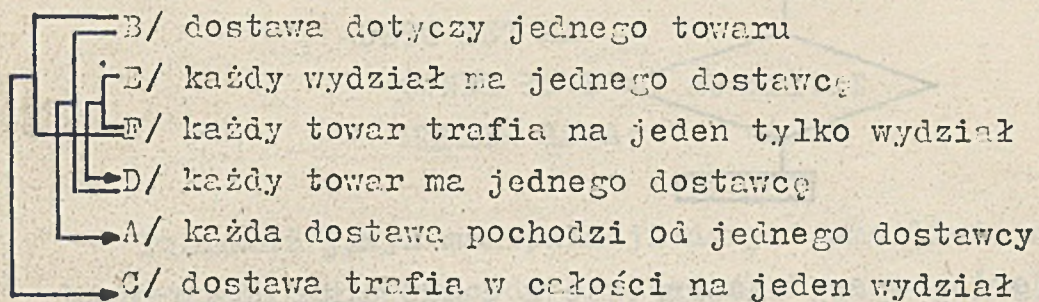 B/ dostawa dotyczy jednego towaru
E/ każdy wydział ma jednego dostawcę
F/ każdy towar trafia na jeden tylko wydział
D/ każdy towar ma jednego dostawcę
A/ każda dostawa pochodzi od jednego dostawcy
C/ dostawa trafia w całości na jeden wydział